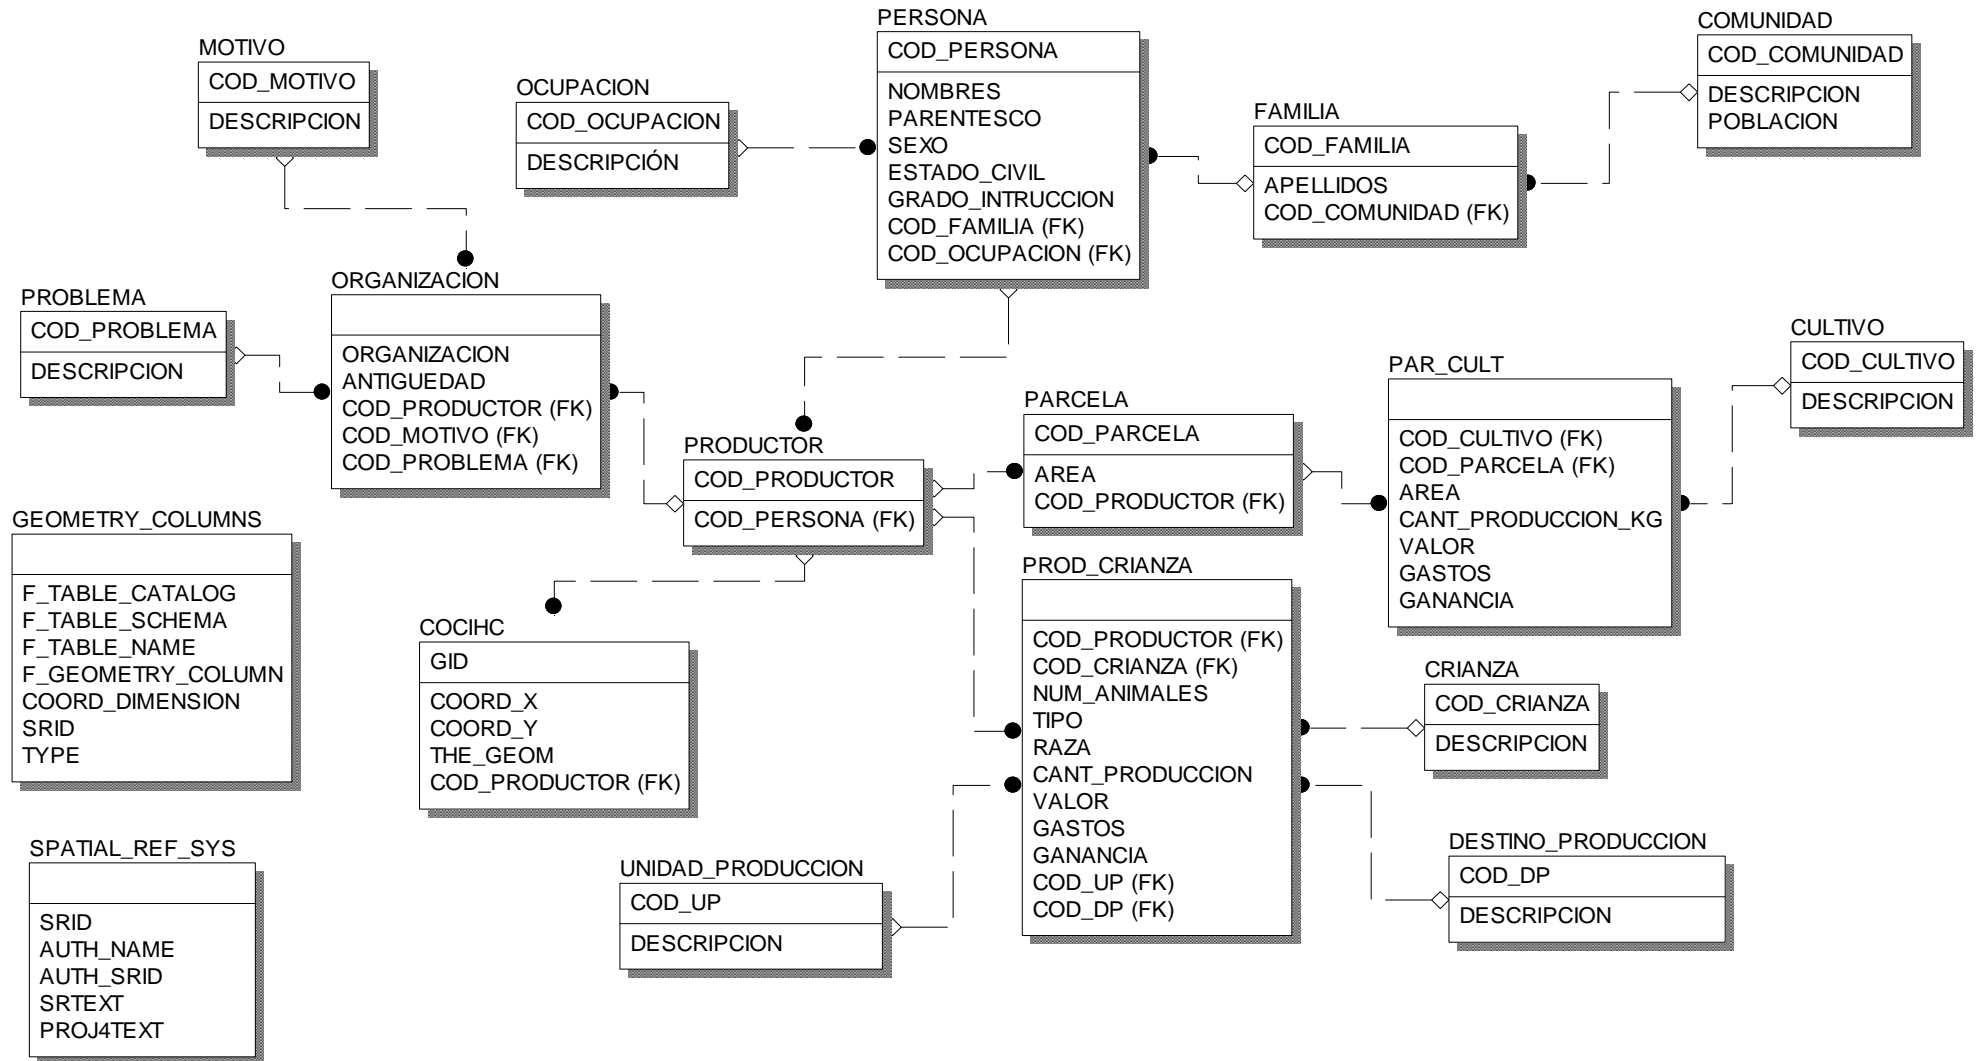 MOTIVO
COD_MOTIVO
DESCRIPCION
OCUPACION
COD_OCUPACION
DESCRIPCIÓN
PERSONA
COD_PERSONA
NOMBRES
PARENTESCO
SEXO
ESTADO_CIVIL
GRADO_INTRUCCION
COD_FAMILIA (FK)
COD_OCUPACION (FK)
FAMILIA
COD_FAMILIA
APELLIDOS
COD_COMUNIDAD (FK)
COMUNIDAD
COD_COMUNIDAD
DESCRIPCION
POBLACION
PROBLEMA
COD_PROBLEMA
DESCRIPCION
ORGANIZACION
ORGANIZACION
ANTIGUEDAD
COD_PRODUCTOR (FK)
COD_MOTIVO (FK)
COD_PROBLEMA (FK)
PRODUCTOR
COD_PRODUCTOR
COD_PERSONA (FK)
PARCELA
COD_PARCELA
AREA
COD_PRODUCTOR (FK)
PAR_CULT
COD_CULTIVO (FK)
COD_PARCELA (FK)
AREA
CANT_PRODUCCION_KG
VALOR
GASTOS
GANANCIA
CULTIVO
COD_CULTIVO
DESCRIPCION
GEOMETRY_COLUMNS
F_TABLE_CATALOG
F_TABLE_SCHEMA
F_TABLE_NAME
F_GEOMETRY_COLUMN
COORD_DIMENSION
SRID
TYPE
COCIHC
GID
COORD_X
COORD_Y
THE_GEOM
COD_PRODUCTOR (FK)
PROD_CRIANZA
COD_PRODUCTOR (FK)
COD_CRIANZA (FK)
NUM_ANIMALES
TIPO
RAZA
CANT_PRODUCCION
VALOR
GASTOS
GANANCIA
COD_UP (FK)
COD_DP (FK)
CRIANZA
COD_CRIANZA
DESCRIPCION
SPATIAL_REF_SYS
SRID
AUTH_NAME
AUTH_SRID
SRTEXT
PROJ4TEXT
UNIDAD_PRODUCCION
COD_UP
DESCRIPCION
DESTINO_PRODUCCION
COD_DP
DESCRIPCION